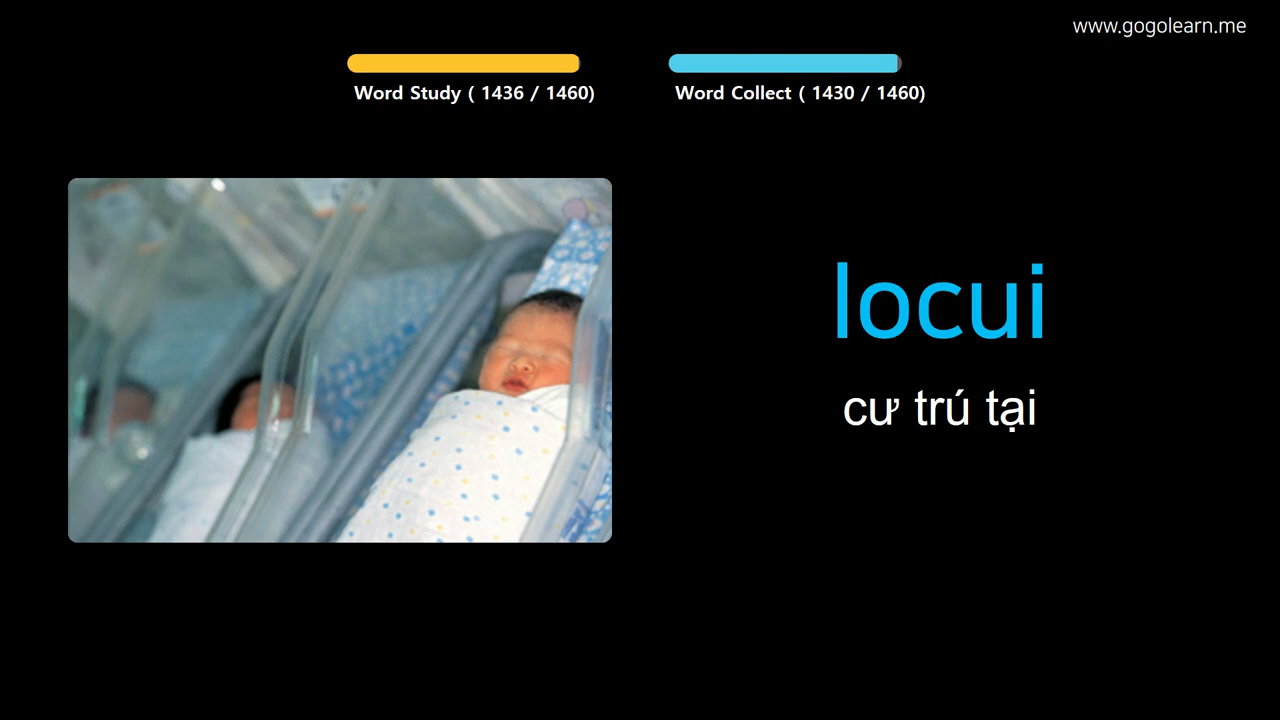 www.gogolearn.me
Word Study ( 1436 / 1460)
Word Collect ( 1430 / 1460)
locui
cư trú tại